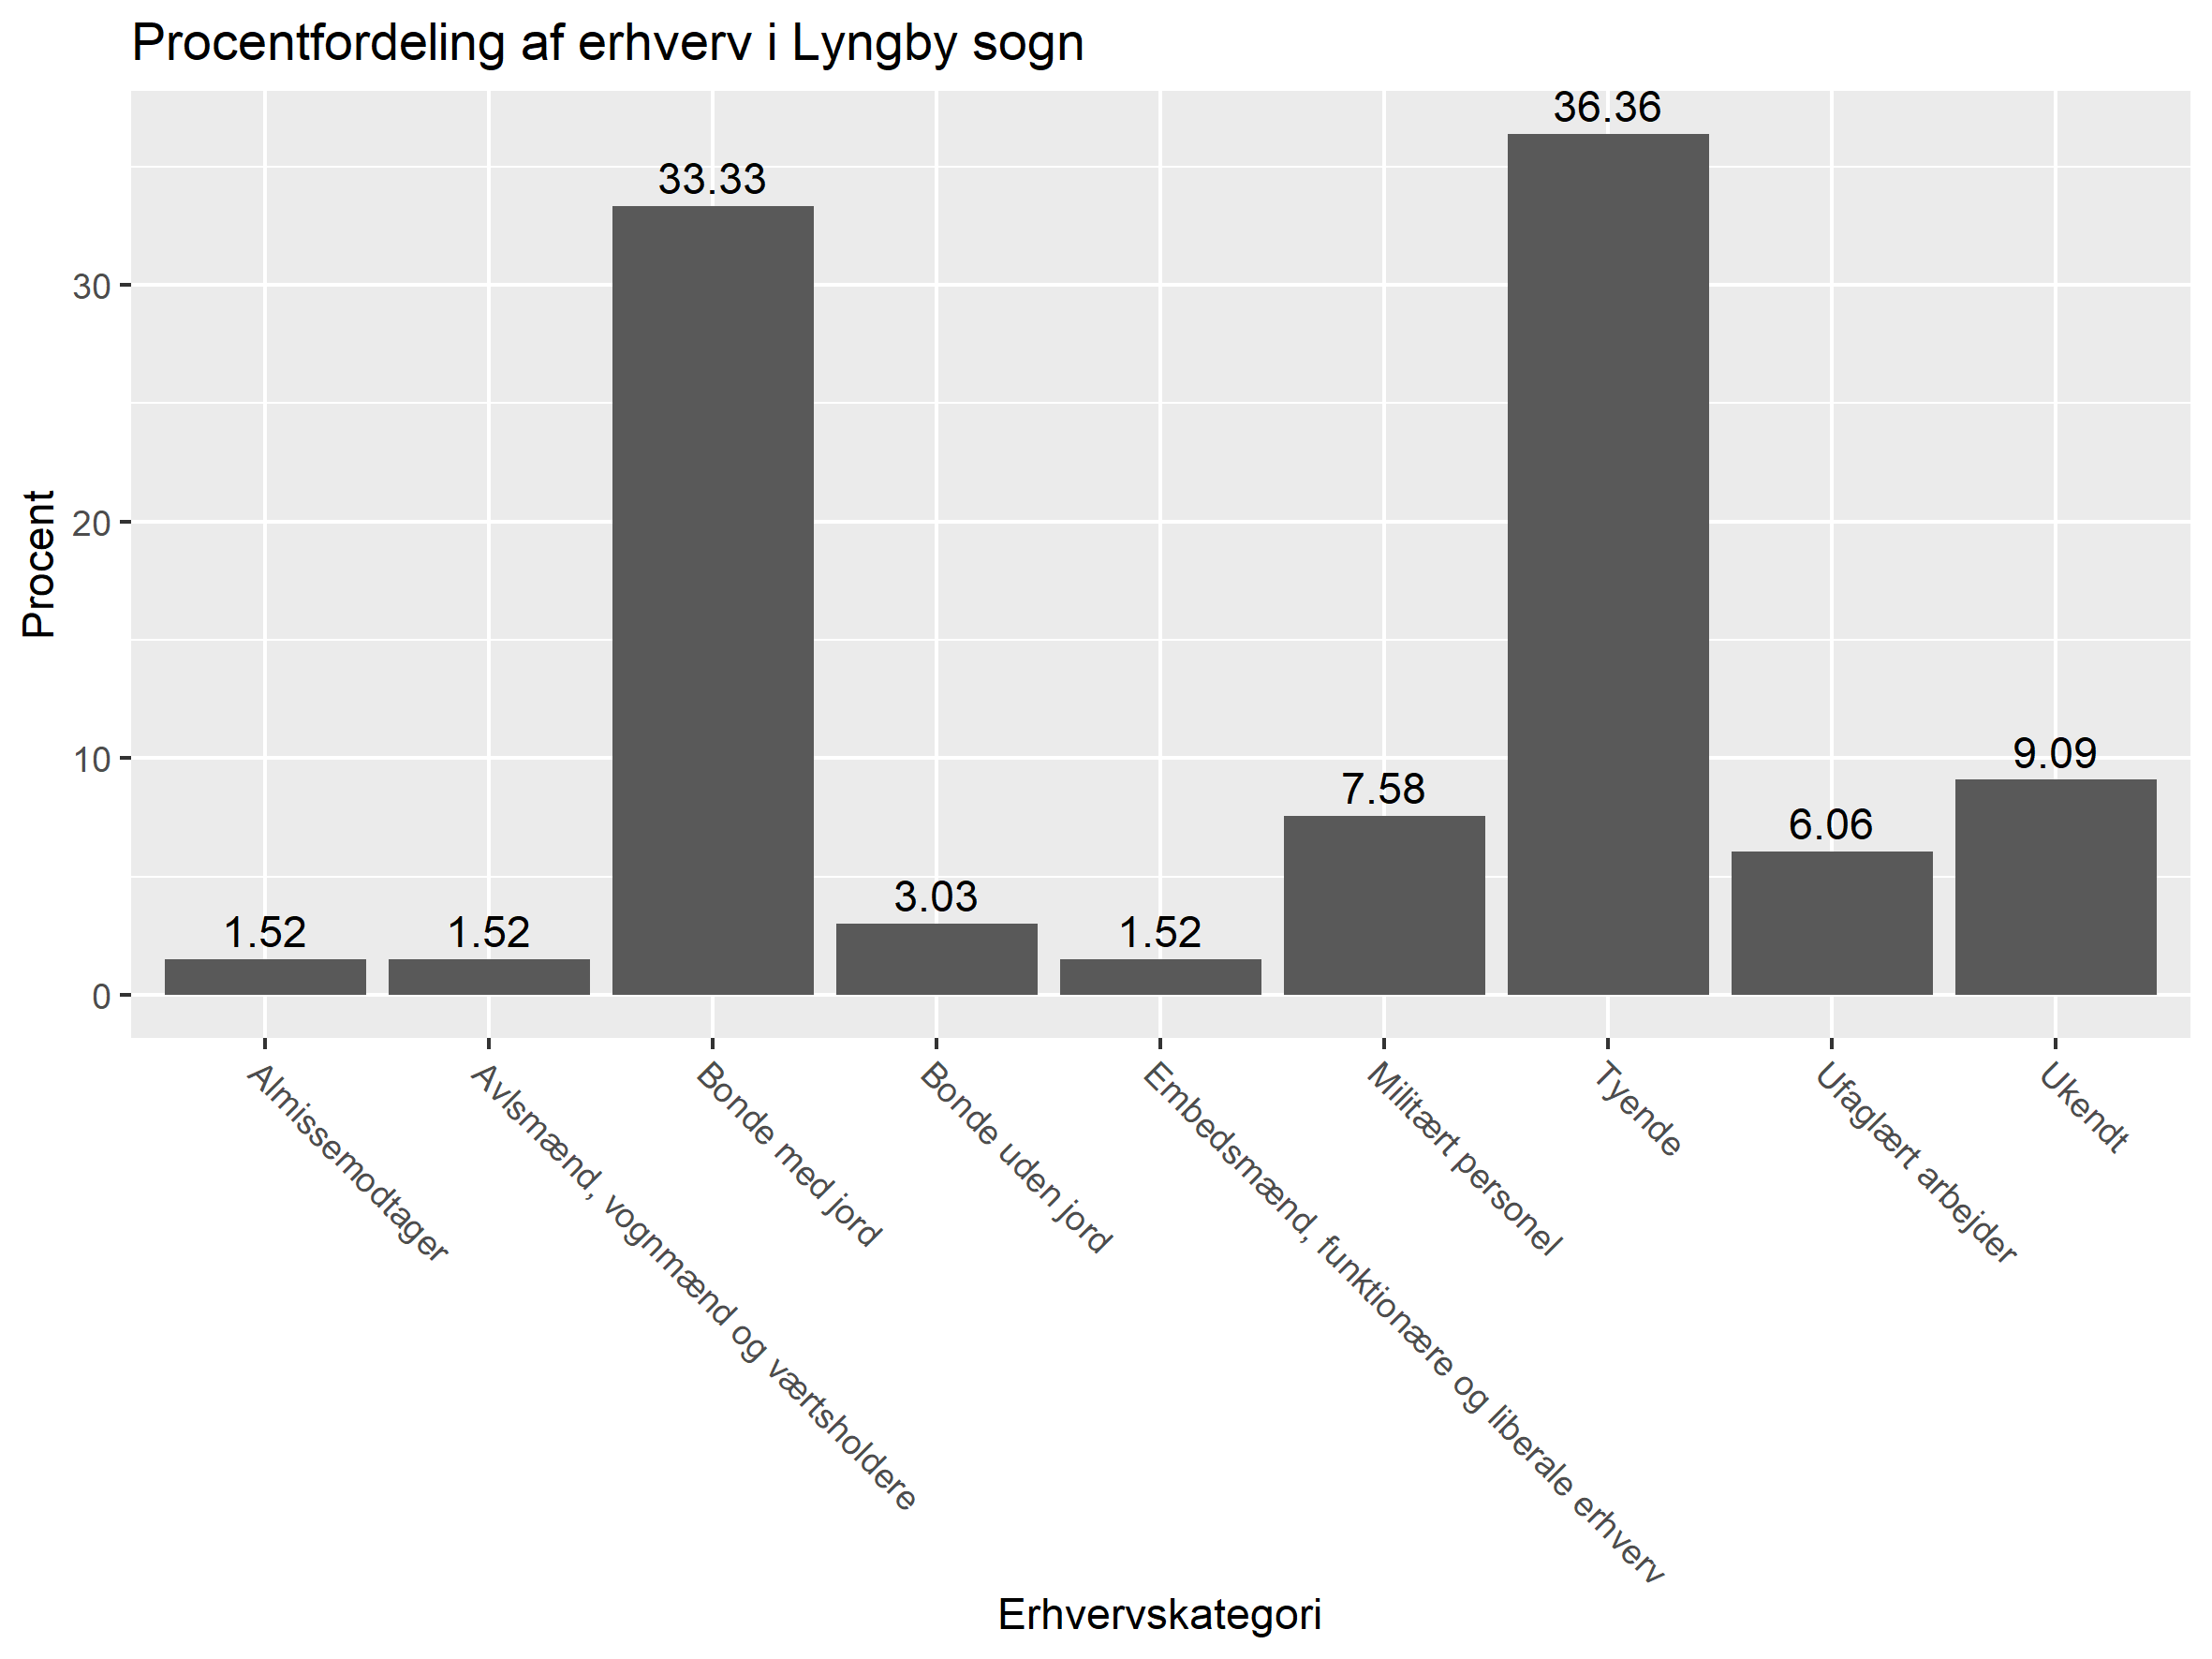 Procentfordeling af erhverv i Lyngby sogn
Procent
30
20
10
0
1.52
1.52
33.33
3.03
1.52
7.58
36.36
6.06
9.09
Almissemodtager
Avlsmænd, vognmænd og værtsholdere
Bonde med jord
Bonde uden jord
Embedsmænd, funktionære og liberale erhverv
Militært personel
Tyende
Ufaglært arbejder
Ukendt
Erhvervskategori